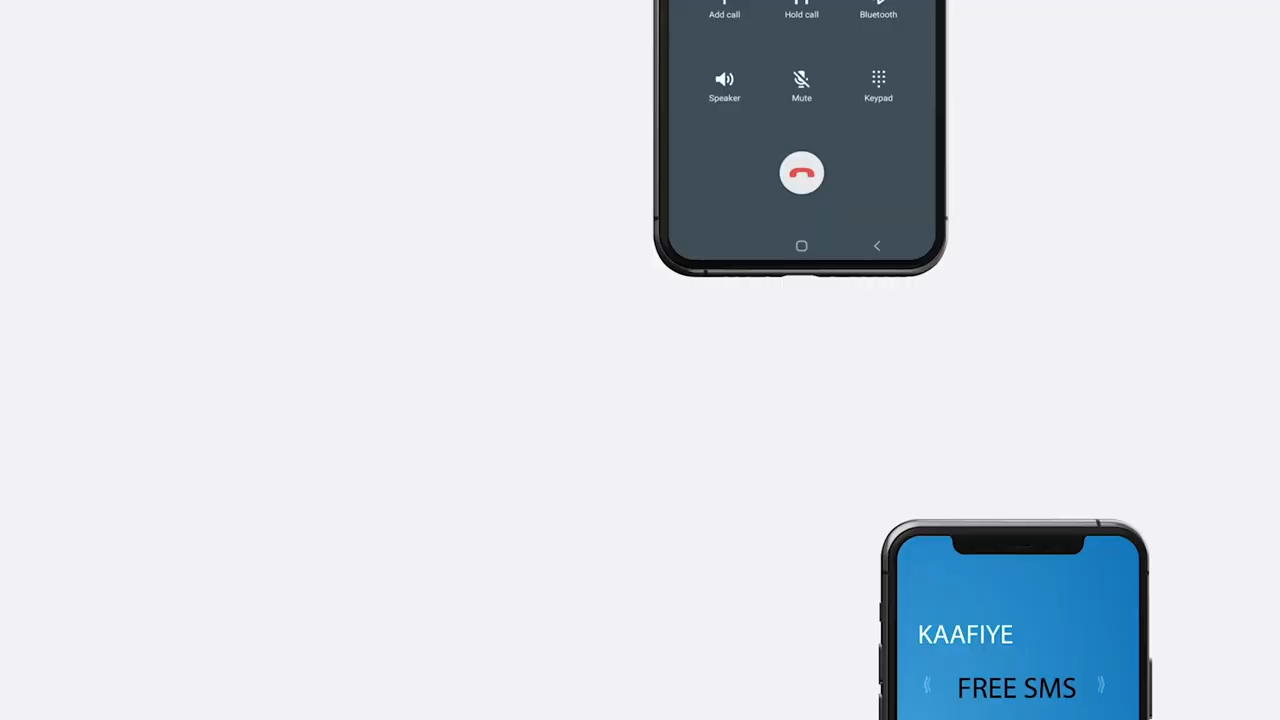 Add call Hold call Bluetooth
Speaker Mute Keypad
KAAFIYE
FREE SMS